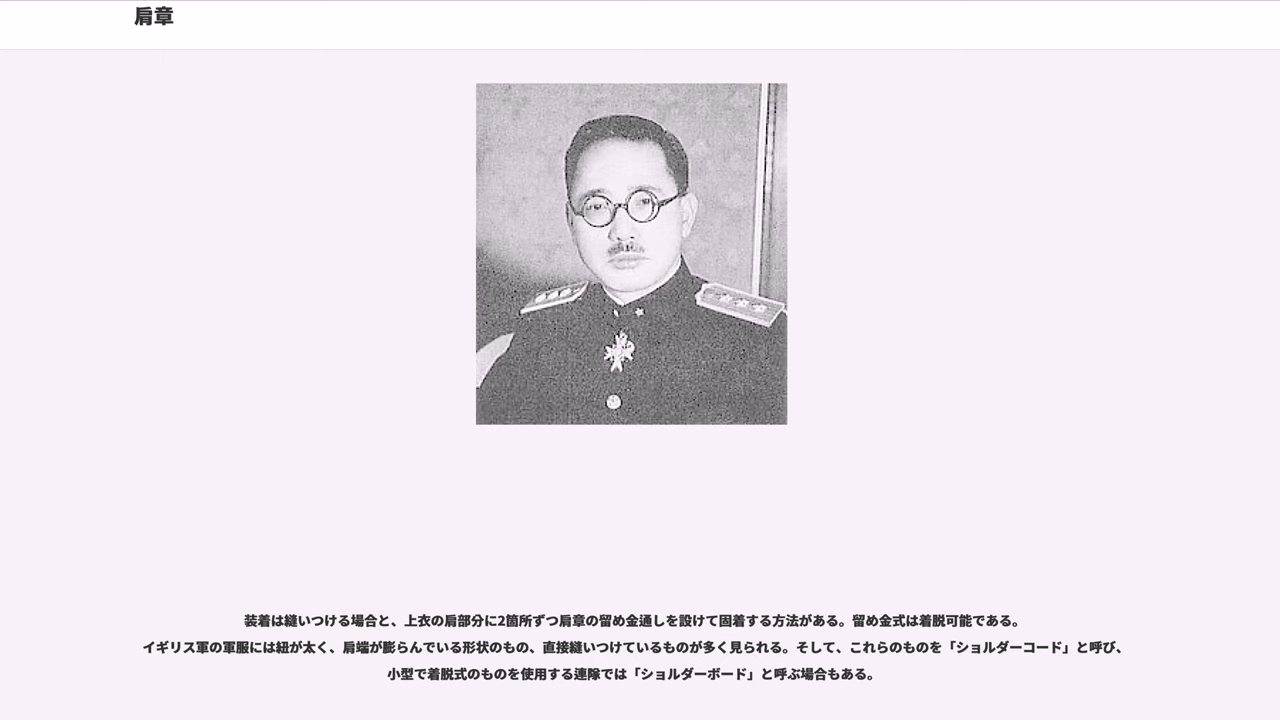 肩章
装着は縫いつける場合と、上衣の肩部分に2箇所ずつ肩章の留め金通しを設けて固着する方法がある。留め金式は着脱可能である。
イギリス軍の軍服には紐が太く、肩端が膨らんでいる形状のもの、直接縫いつけているものが多く見られる。そして、これらのものを「ショルダーコード」と呼び、
小型で着脱式のものを使用する連隊では「ショルダーボード」と呼ぶ場合もある。